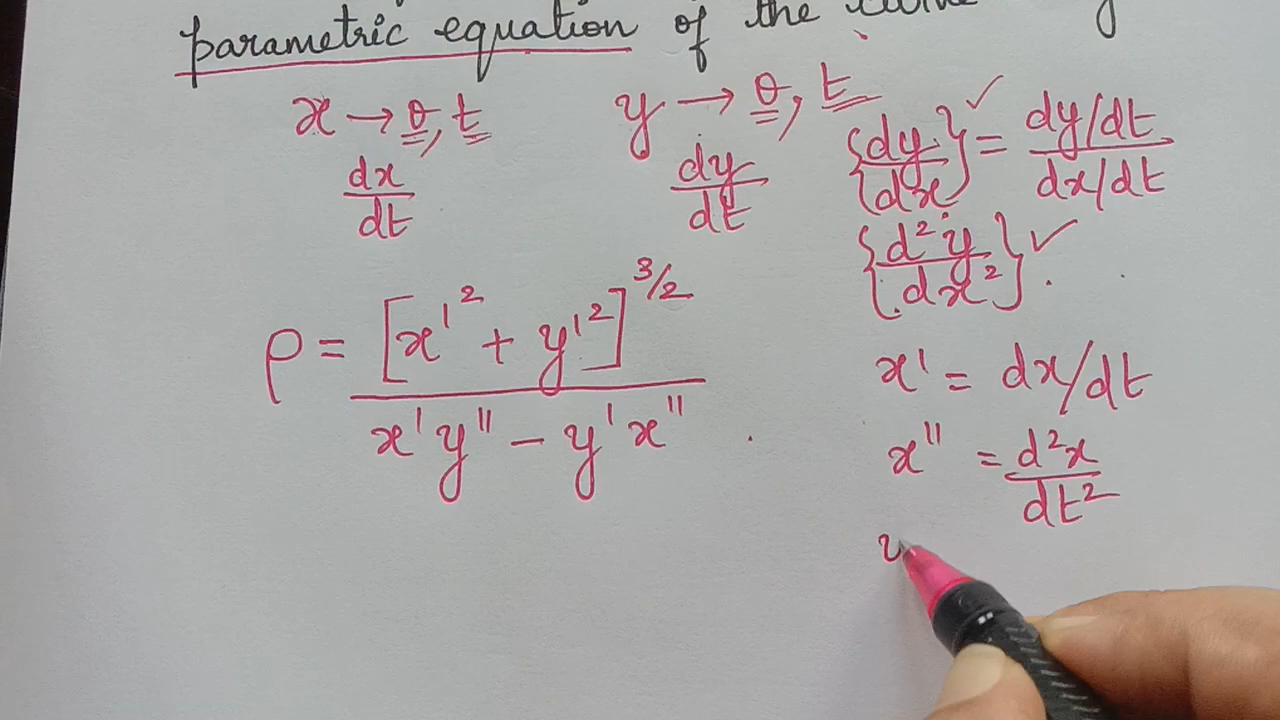 parametric equation of the
x → θ, t
y → θ, t
dx/dt
dy/dt
{dy/dx} ✓ = (dy/dt)/(dx/dt)
{d²y/dx²} ✓.
ρ = [x'² + y'²]^3/2 / x'y'' - y'x''
x' = dx/dt
x'' = d²x/dt²